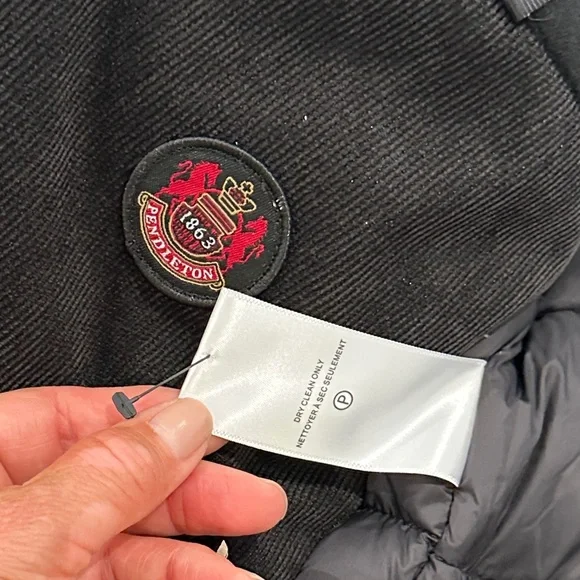 1863
PENDLETON
DRY CLEAN ONLY
NETTOYER À SEC SEULEMENT
P